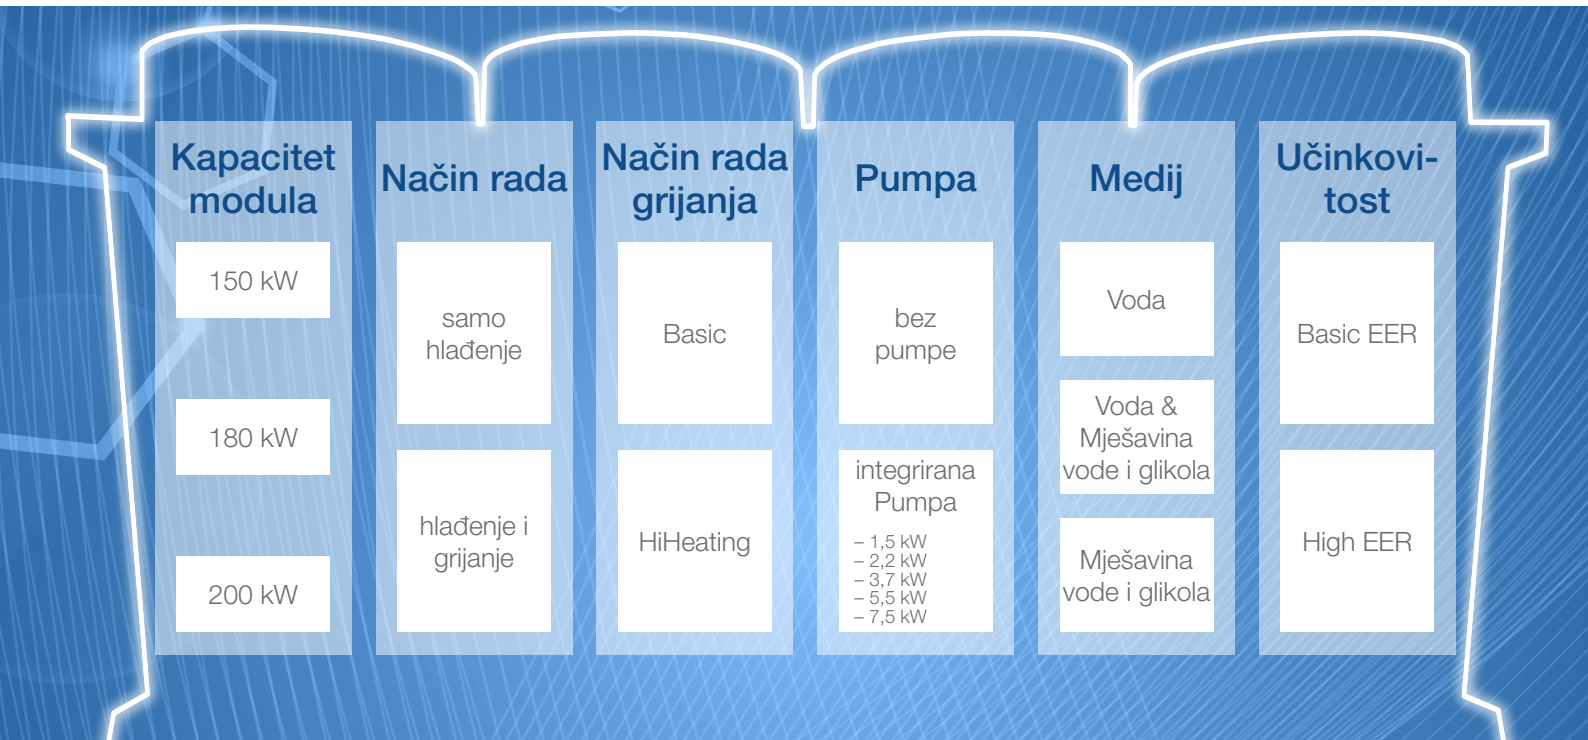 Kapacitet
modula
150 kW
180 kW
200 kW
Način rada
samo
hlađenje
hlađenje i
grijanje
Način rada
grijanja
Basic
HiHeating
Pumpa
bez
pumpe
integrirana
Pumpa
– 1,5 kW
– 2,2 kW
– 3,7 kW
– 5,5 kW
– 7,5 kW
Medij
Voda
Voda &
Mješavina
vode i glikola
Mješavina
vode i glikola
Učinkovi-
tost
Basic EER
High EER